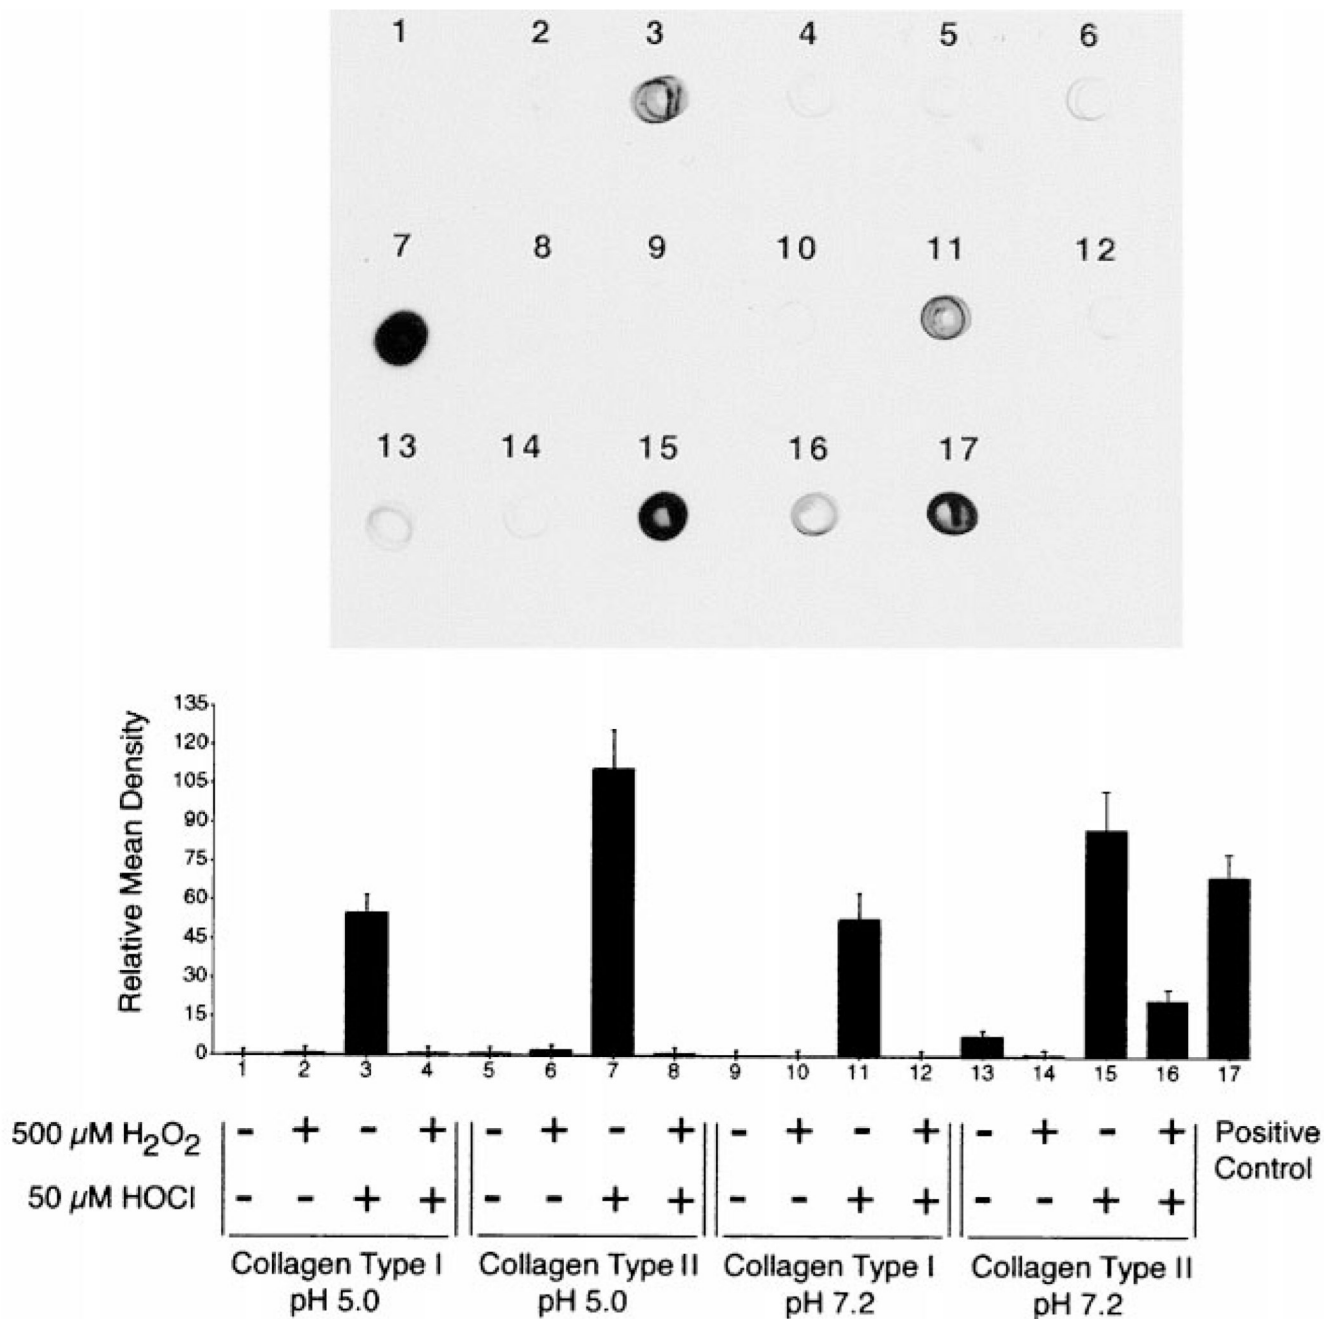 1 2 3 4 5 6
7 8 9 10 11 12
13 14 15 16 17
Relative Mean Density
135
120
105
90
75
60
45
30
15
0
1 2 3 4 5 6 7 8 9 10 11 12 13 14 15 16 17
500 µM H₂O₂ - + - + - + - + - + - + - + - + Positive
Control
50 µM HOCl - - + + - - + + - - + + - - + +
Collagen Type I Collagen Type II Collagen Type I Collagen Type II
pH 5.0 pH 5.0 pH 7.2 pH 7.2